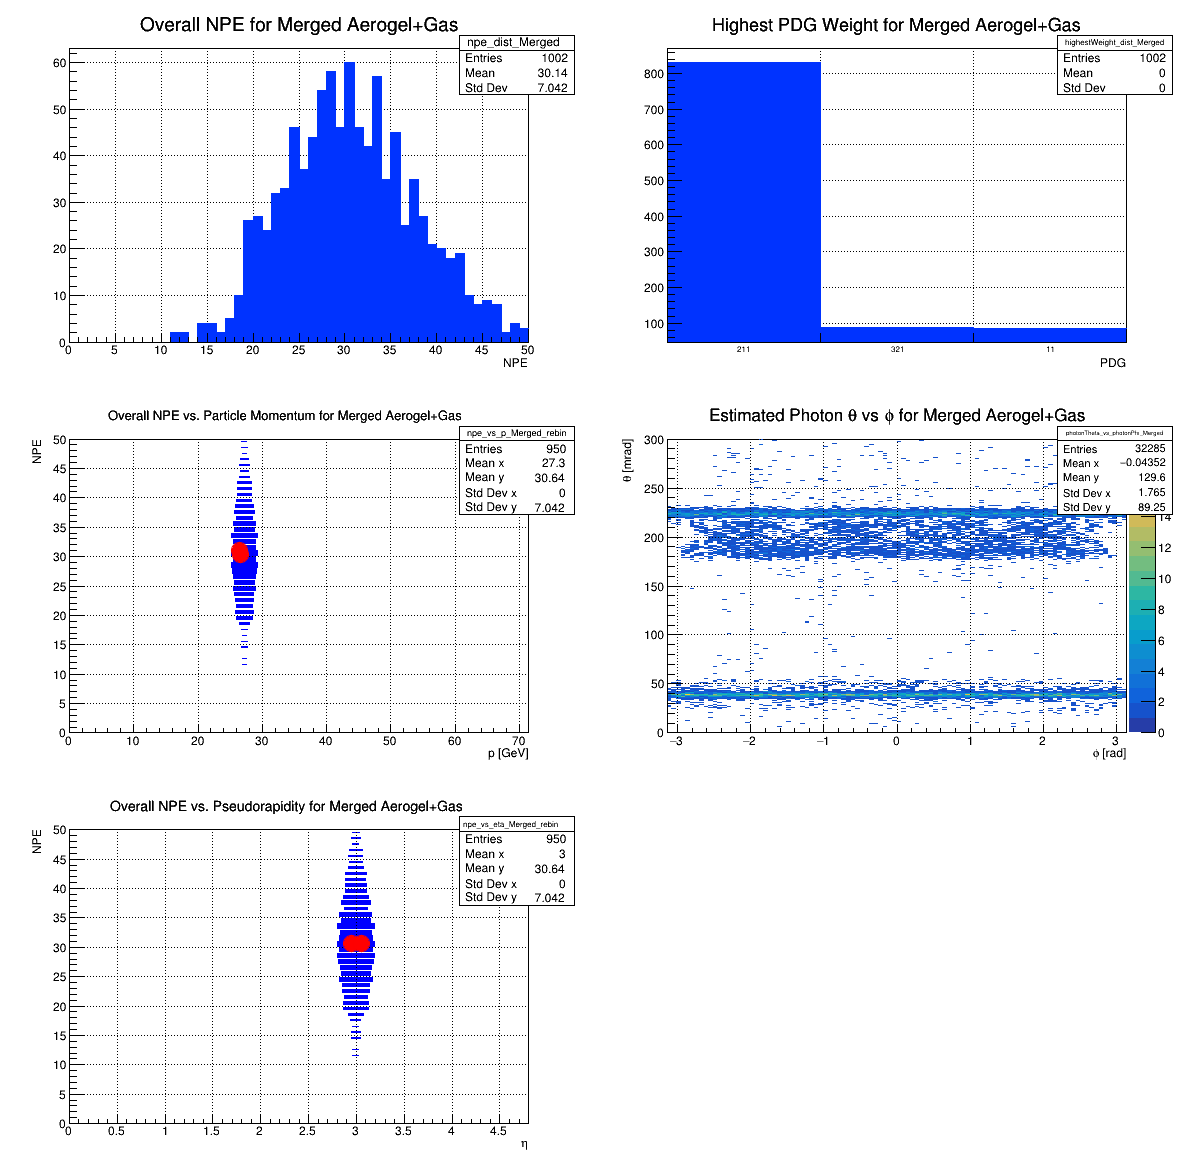 Overall NPE for Merged Aerogel+Gas
npe_dist_Merged
Entries 1002
Mean 30.14
Std Dev 7.042
60
50
40
30
20
10
0
0 5 10 15 20 25 30 35 40 45 50
NPE
Highest PDG Weight for Merged Aerogel+Gas
highestWeight_dist_Merged
Entries 1002
Mean 0
Std Dev 0
800
700
600
500
400
300
200
100
211 321 11
PDG
Overall NPE vs. Particle Momentum for Merged Aerogel+Gas
npe_vs_p_Merged_rebin
Entries 950
Mean x 27.3
Mean y 30.64
Std Dev x 0
Std Dev y 7.042
NPE
50
45
40
35
30
25
20
15
10
5
0
0 10 20 30 40 50 60 70
p [GeV]
Estimated Photon θ vs ϕ for Merged Aerogel+Gas
photonTheta_vs_photonPhi_Merged
Entries 32285
Mean x −0.04352
Mean y 129.6
Std Dev x 1.765
Std Dev y 89.25
θ [mrad]
300
250
200
150
100
50
0
−3 −2 −1 0 1 2 3
ϕ [rad]
14
12
10
8
6
4
2
0
Overall NPE vs. Pseudorapidity for Merged Aerogel+Gas
npe_vs_eta_Merged_rebin
Entries 950
Mean x 3
Mean y 30.64
Std Dev x 0
Std Dev y 7.042
NPE
50
45
40
35
30
25
20
15
10
5
0
0 0.5 1 1.5 2 2.5 3 3.5 4 4.5
η